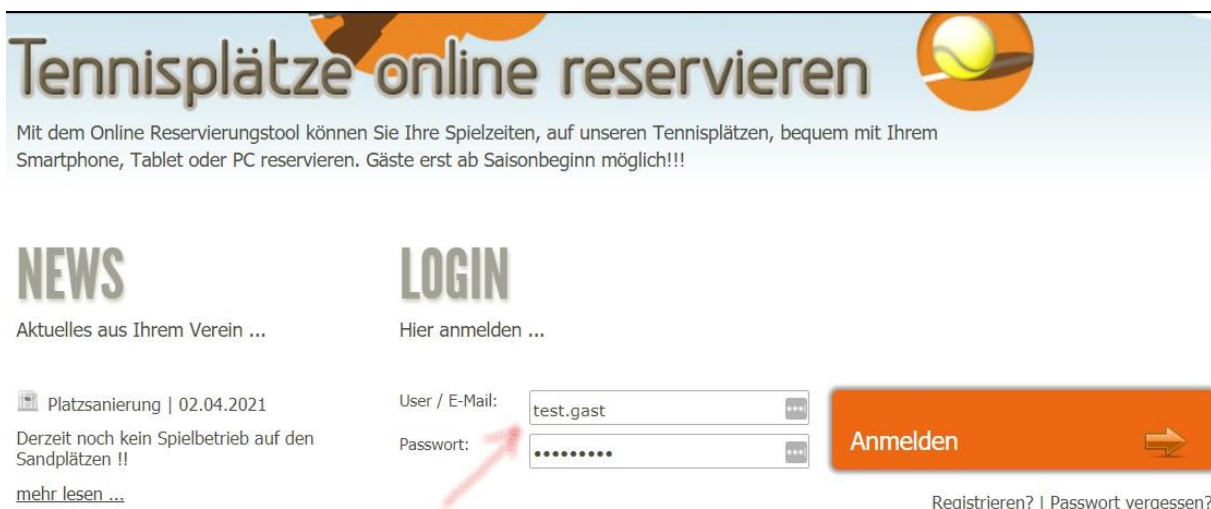 Tennisplätze online reservieren
Mit dem Online Reservierungstool können Sie Ihre Spielzeiten, auf unseren Tennisplätzen, bequem mit Ihrem
Smartphone, Tablet oder PC reservieren. Gäste erst ab Saisonbeginn möglich!!!
NEWS
Aktuelles aus Ihrem Verein ...
Platzsanierung | 02.04.2021
Derzeit noch kein Spielbetrieb auf den
Sandplätzen !!
mehr lesen ...
LOGIN
Hier anmelden ...
User / E-Mail:
test.gast
Passwort:
•••••••••
Anmelden
Registrieren? | Passwort vergessen?